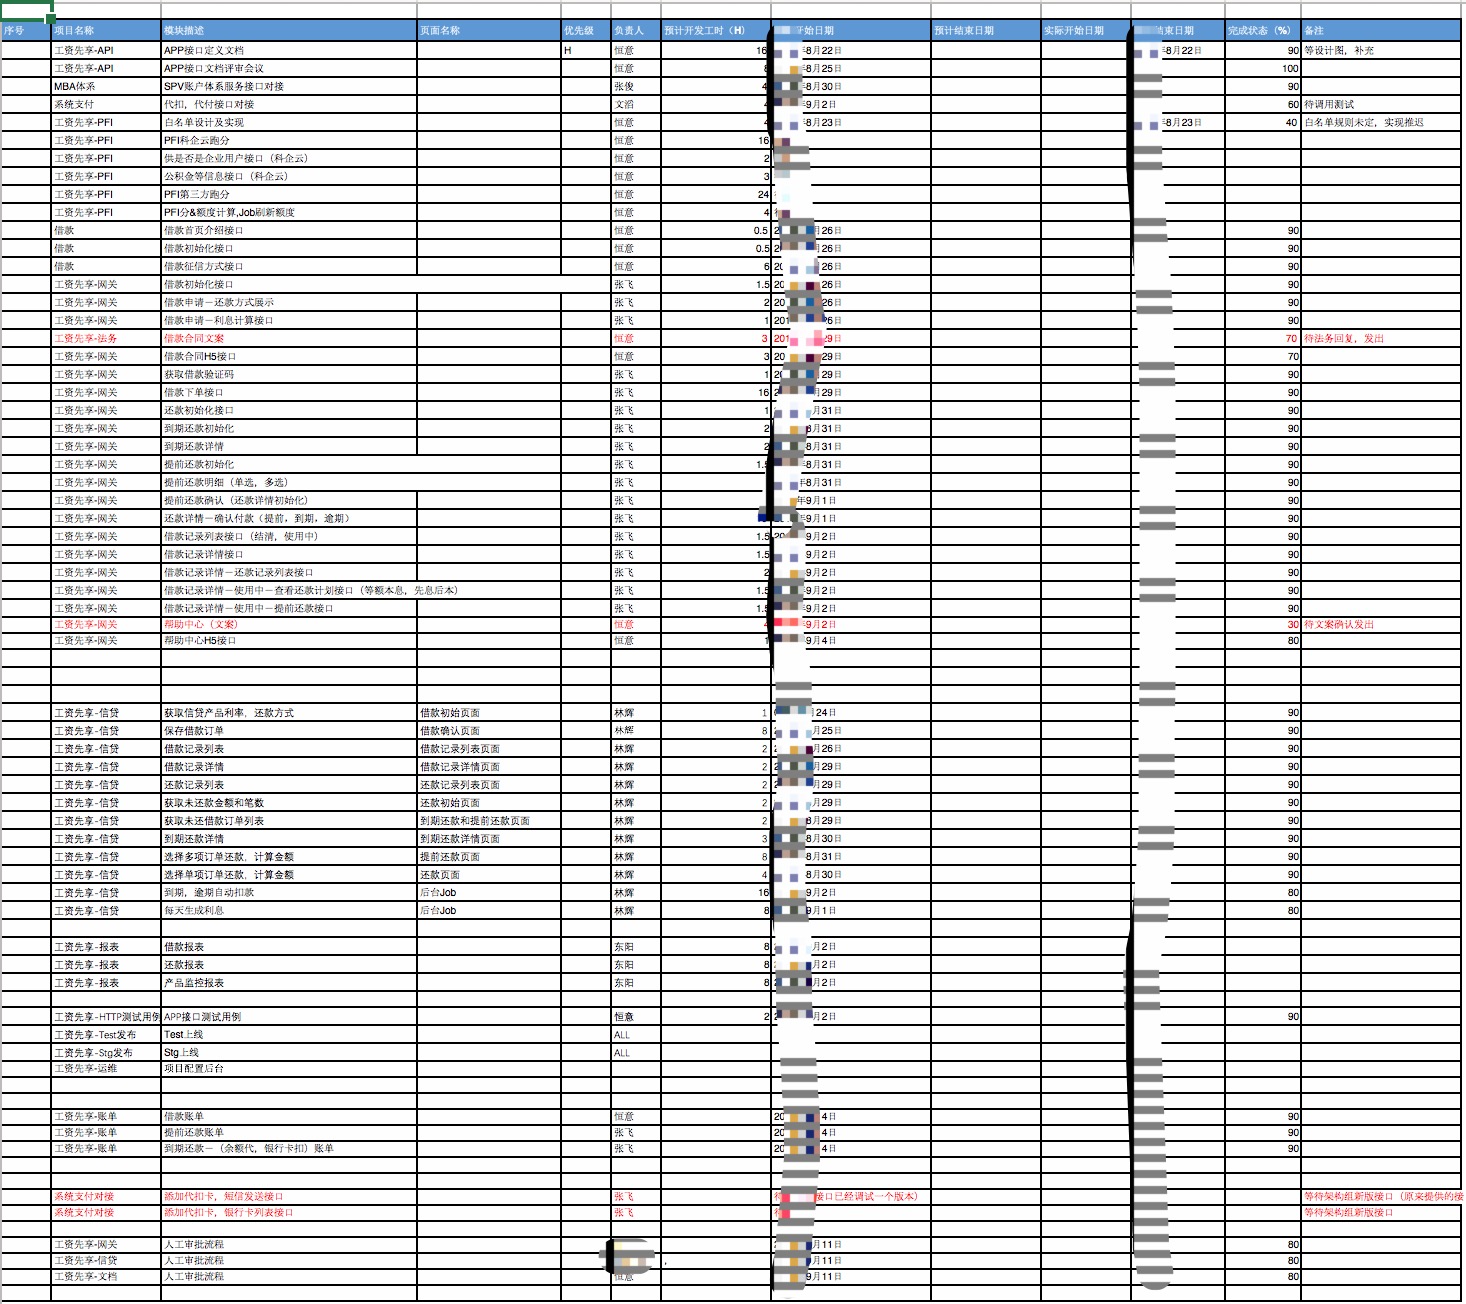 序号 项目名称 模块描述 页面名称 优先级 负责人 预计开发工时（H） 开始日期 预计结束日期 实际开始日期 结束日期 完成状态（%） 备注
工资先享-API APP接口定义文档 H 恒意 16 8月22日 8月22日 90 等设计图，补充
工资先享-API APP接口文档评审会议 恒意 8月25日 100
MBA体系 SPV账户体系服务接口对接 张俊 4 8月30日 90
系统支付 代扣，代付接口对接 文滔 9月2日 60 待调用测试
工资先享-PFI 白名单设计及实现 恒意 4 8月23日 8月23日 40 白名单规则未定，实现推迟
工资先享-PFI PFI科企云跑分 恒意 16
工资先享-PFI 供是否是企业用户接口（科企云） 恒意 2
工资先享-PFI 公积金等信息接口（科企云） 恒意 3
工资先享-PFI PFI第三方跑分 恒意 24
工资先享-PFI PFI分&额度计算,Job刷新额度 恒意 4
借款 借款首页介绍接口 恒意 0.5 26日 90
借款 借款初始化接口 恒意 0.5 26日 90
借款 借款征信方式接口 恒意 6 26日 90
工资先享-网关 借款初始化接口 张飞 1.5 26日 90
工资先享-网关 借款申请－还款方式展示 张飞 2 26日 90
工资先享-网关 借款申请－利息计算接口 张飞 1 26日 90
工资先享-法务 借款合同文案 恒意 3 29日 70 待法务回复，发出
工资先享-网关 借款合同H5接口 恒意 3 29日 70
工资先享-网关 获取借款验证码 张飞 1 29日 90
工资先享-网关 借款下单接口 张飞 16 月29日 90
工资先享-网关 还款初始化接口 张飞 1 月31日 90
工资先享-网关 到期还款初始化 张飞 2 8月31日 90
工资先享-网关 到期还款详情 张飞 2 8月31日 90
工资先享-网关 提前还款初始化 张飞 1.5 8月31日 90
工资先享-网关 提前还款明细（单选，多选） 张飞 年8月31日 90
工资先享-网关 提前还款确认（还款详情初始化） 张飞 年9月1日 90
工资先享-网关 还款详情－确认付款（提前，到期，逾期） 张飞 9月1日 90
工资先享-网关 借款记录列表接口（结清，使用中） 张飞 1.5 9月2日 90
工资先享-网关 借款记录详情接口 张飞 1.5 9月2日 90
工资先享-网关 借款记录详情－还款记录列表接口 张飞 2 9月2日 90
工资先享-网关 借款记录详情－使用中－查看还款计划接口（等额本息，先息后本） 张飞 1.5 9月2日 90
工资先享-网关 借款记录详情－使用中－提前还款接口 张飞 1.5 9月2日 90
工资先享-网关 帮助中心（文案） 恒意 9月2日 30 待文案确认发出
工资先享-网关 帮助中心H5接口 恒意 1 9月4日 80
工资先享-信贷 获取信贷产品利率，还款方式 借款初始页面 林辉 1 24日 90
工资先享-信贷 保存借款订单 借款确认页面 林辉 8 月25日 90
工资先享-信贷 借款记录列表 借款记录列表页面 林辉 2 月26日 90
工资先享-信贷 借款记录详情 借款记录详情页面 林辉 2 月29日 90
工资先享-信贷 还款记录列表 还款记录列表页面 林辉 2 月29日 90
工资先享-信贷 获取未还款金额和笔数 还款初始页面 林辉 2 月29日 90
工资先享-信贷 获取未还借款订单列表 到期还款和提前还款页面 林辉 2 8月29日 90
工资先享-信贷 到期还款详情 到期还款详情页面 林辉 3 8月30日 90
工资先享-信贷 选择多项订单还款，计算金额 提前还款页面 林辉 8 8月31日 90
工资先享-信贷 选择单项订单还款，计算金额 还款页面 林辉 4 8月30日 90
工资先享-信贷 到期，逾期自动扣款 后台Job 林辉 16 9月2日 80
工资先享-信贷 每天生成利息 后台Job 林辉 8 9月1日 80
工资先享-报表 借款报表 东阳 8 月2日
工资先享-报表 还款报表 东阳 8 月2日
工资先享-报表 产品监控报表 东阳 8 月2日
工资先享-HTTP测试用例 APP接口测试用例 恒意 2 月2日 90
工资先享-Test发布 Test上线 ALL
工资先享-Stg发布 Stg上线 ALL
工资先享-运维 项目配置后台
工资先享-账单 借款账单 恒意 20 4日 90
工资先享-账单 提前还款账单 张飞 20 4日 90
工资先享-账单 到期还款－（余额代，银行卡扣）账单 张飞 20 4日 90
系统支付对接 添加代扣卡，短信发送接口 张飞 接口已经调试一个版本） 等待架构组新版接口（原来提供的接
系统支付对接 添加代扣卡，银行卡列表接口 张飞 等待架构组新版接口
工资先享-网关 人工审批流程 月11日 80
工资先享-信贷 人工审批流程 月11日 80
工资先享-文档 人工审批流程 恒意 9月11日 80